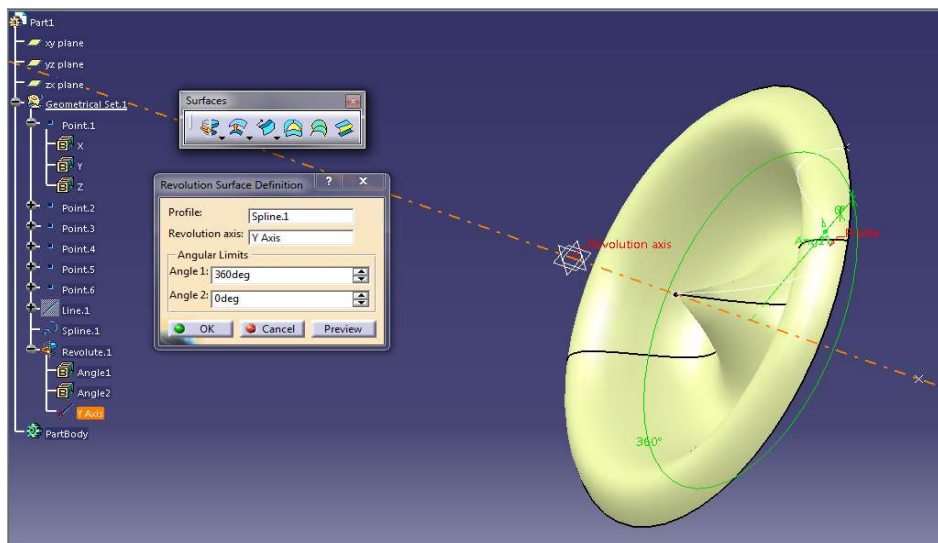 Part1
xy plane
yz plane
zx plane
Geometrical Set.1
Point.1
X
Y
Z
Point.2
Point.3
Point.4
Point.5
Point.6
Line.1
Spline.1
Revolute.1
Angle1
Angle2
Y Axis
PartBody
Surfaces
Revolution Surface Definition ? X
Profile: Spline.1
Revolution axis: Y Axis
Angular Limits
Angle 1: 360deg
Angle 2: 0deg
OK Cancel Preview
Revolution axis
Profile
360°